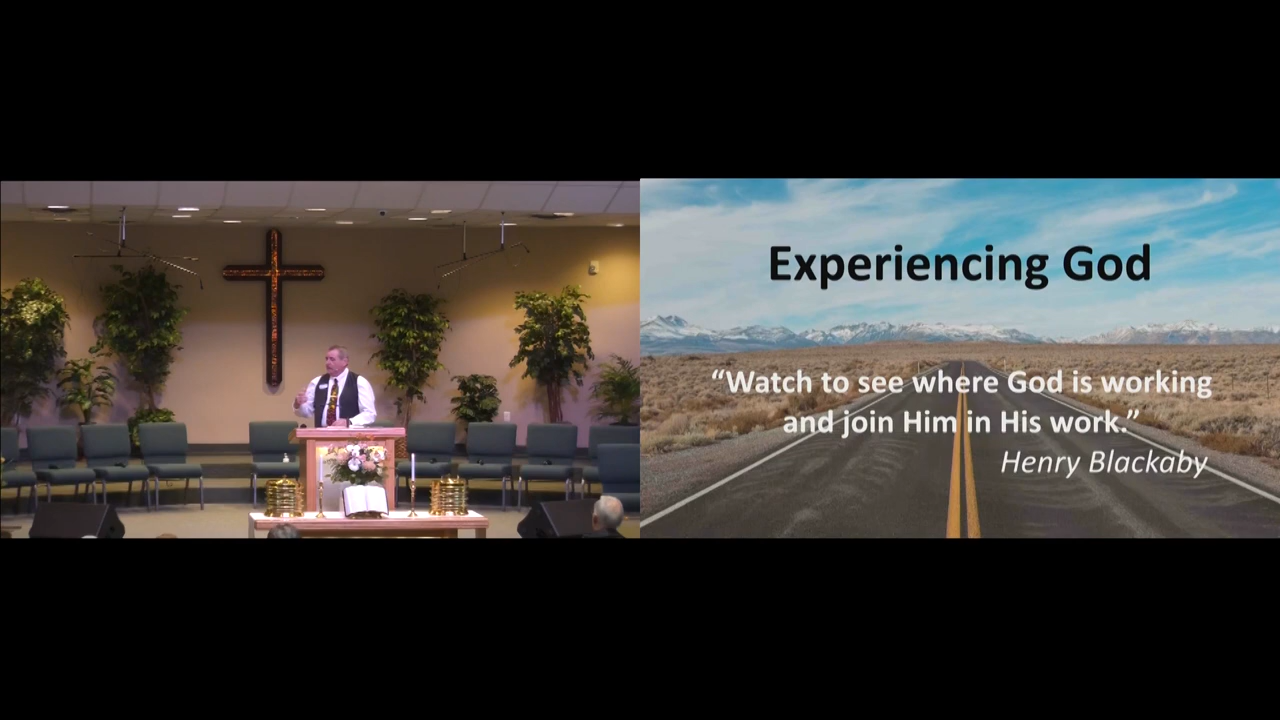 Experiencing God
“Watch to see where God is working
and join Him in His work.”
Henry Blackaby